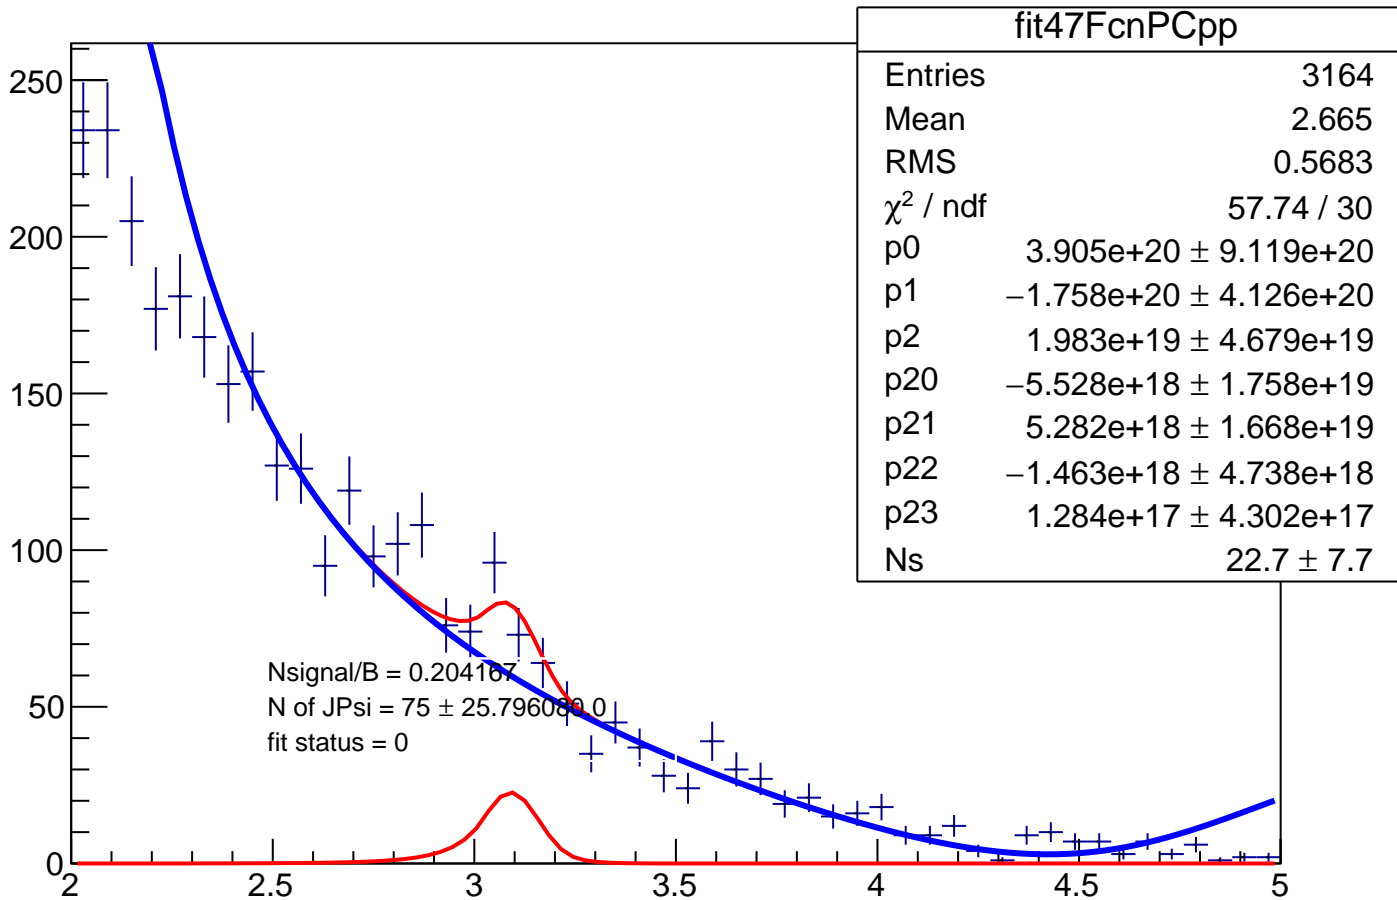 fit47FcnPCpp
Entries 3164
Mean 2.665
RMS 0.5683
χ² / ndf 57.74 / 30
p0 3.905e+20 ± 9.119e+20
p1 −1.758e+20 ± 4.126e+20
p2 1.983e+19 ± 4.679e+19
p20 −5.528e+18 ± 1.758e+19
p21 5.282e+18 ± 1.668e+19
p22 −1.463e+18 ± 4.738e+18
p23 1.284e+17 ± 4.302e+17
Ns 22.7 ± 7.7
250
200
150
100
50
0
Nsignal/B = 0.204167
N of JPsi = 75 ± 25.796080.0
fit status = 0
2 2.5 3 3.5 4 4.5 5